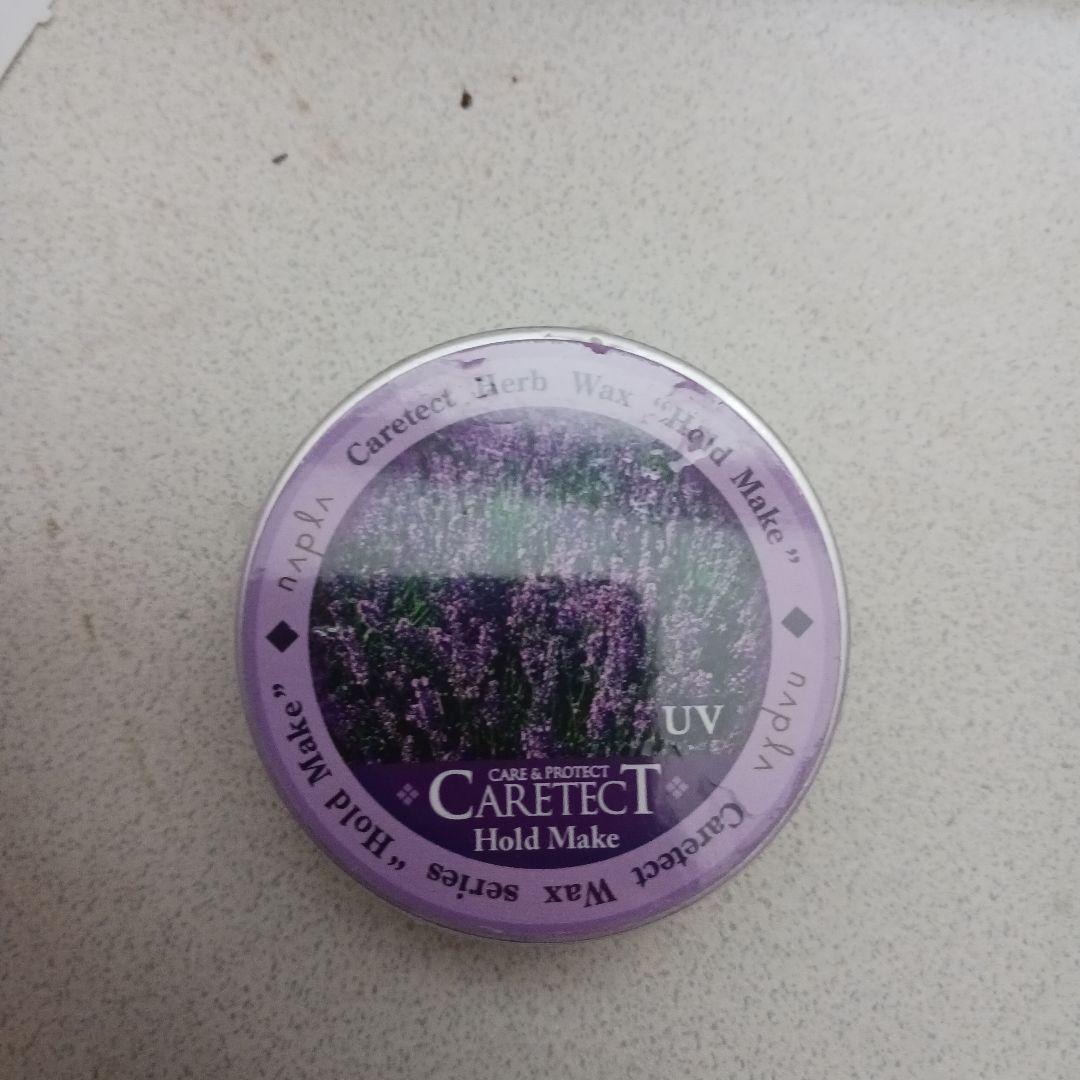 Caretect Herb Wax “Hold Make”
napla
Caretect Wax series “Hold Make”
napla
UV
CARE & PROTECT
CARETECT
Hold Make